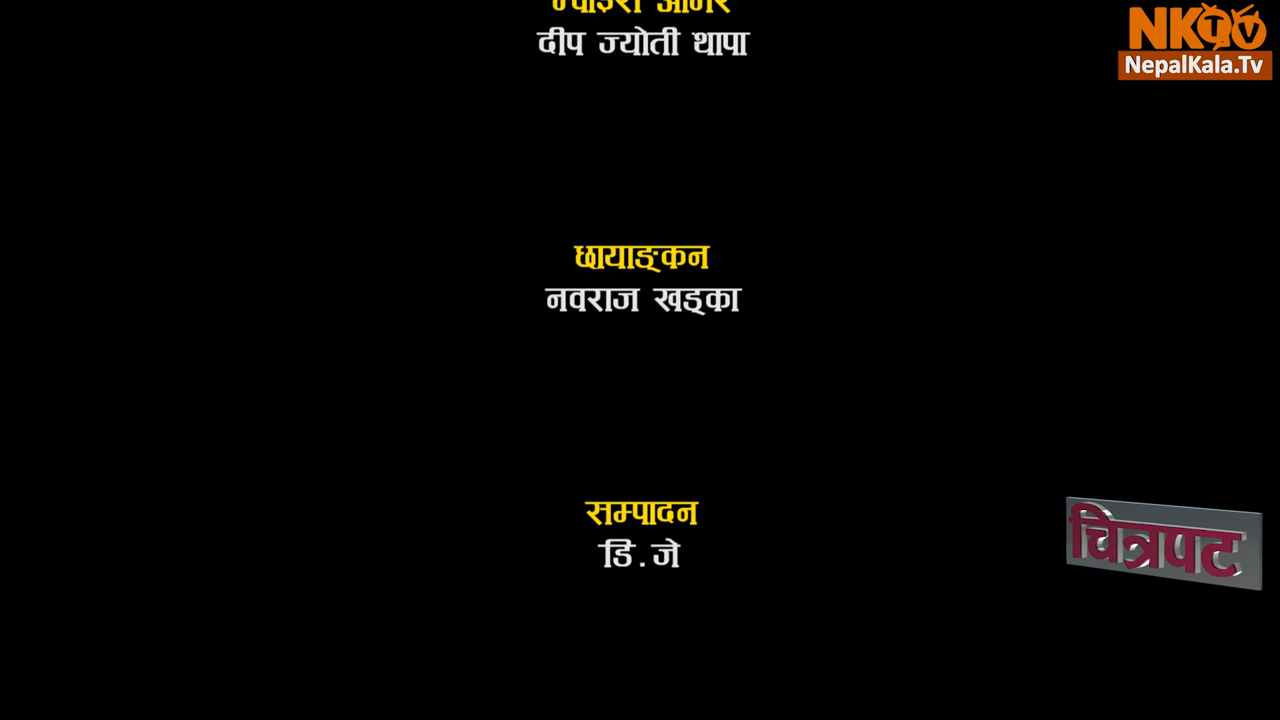 दीप ज्योती थापा
NKTV
NepalKala.Tv
छायाङ्कन
नवराज खड्का
सम्पादन
डि.जे
चित्रपट